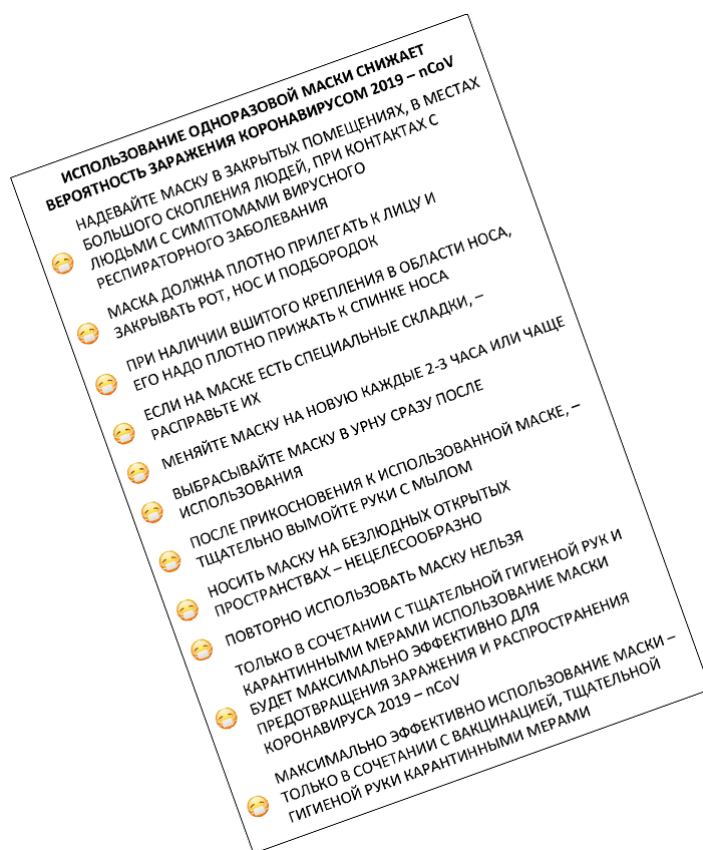 ИСПОЛЬЗОВАНИЕ ОДНОРАЗОВОЙ МАСКИ СНИЖАЕТ
ВЕРОЯТНОСТЬ ЗАРАЖЕНИЯ КОРОНАВИРУСОМ 2019 – nCoV
НАДЕВАЙТЕ МАСКУ В ЗАКРЫТЫХ ПОМЕЩЕНИЯХ, В МЕСТАХ
БОЛЬШОГО СКОПЛЕНИЯ ЛЮДЕЙ, ПРИ КОНТАКТАХ С
ЛЮДЬМИ С СИМПТОМАМИ ВИРУСНОГО
РЕСПИРАТОРНОГО ЗАБОЛЕВАНИЯ
МАСКА ДОЛЖНА ПЛОТНО ПРИЛЕГАТЬ К ЛИЦУ И
ЗАКРЫВАТЬ РОТ, НОС И ПОДБОРОДОК
ПРИ НАЛИЧИИ ВШИТОГО КРЕПЛЕНИЯ В ОБЛАСТИ НОСА,
ЕГО НАДО ПЛОТНО ПРИЖАТЬ К СПИНКЕ НОСА
ЕСЛИ НА МАСКЕ ЕСТЬ СПЕЦИАЛЬНЫЕ СКЛАДКИ, –
РАСПРАВЬТЕ ИХ
МЕНЯЙТЕ МАСКУ НА НОВУЮ КАЖДЫЕ 2-3 ЧАСА ИЛИ ЧАЩЕ
ВЫБРАСЫВАЙТЕ МАСКУ В УРНУ СРАЗУ ПОСЛЕ
ИСПОЛЬЗОВАНИЯ
ПОСЛЕ ПРИКОСНОВЕНИЯ К ИСПОЛЬЗОВАННОЙ МАСКЕ, –
ТЩАТЕЛЬНО ВЫМОЙТЕ РУКИ С МЫЛОМ
НОСИТЬ МАСКУ НА БЕЗЛЮДНЫХ ОТКРЫТЫХ
ПРОСТРАНСТВАХ – НЕЦЕЛЕСООБРАЗНО
ПОВТОРНО ИСПОЛЬЗОВАТЬ МАСКУ НЕЛЬЗЯ
ТОЛЬКО В СОЧЕТАНИИ С ТЩАТЕЛЬНОЙ ГИГИЕНОЙ РУК И
КАРАНТИННЫМИ МЕРАМИ ИСПОЛЬЗОВАНИЕ МАСКИ
БУДЕТ МАКСИМАЛЬНО ЭФФЕКТИВНО ДЛЯ
ПРЕДОТВРАЩЕНИЯ ЗАРАЖЕНИЯ И РАСПРОСТРАНЕНИЯ
КОРОНАВИРУСА 2019 – nCoV
МАКСИМАЛЬНО ЭФФЕКТИВНО ИСПОЛЬЗОВАНИЕ МАСКИ –
ТОЛЬКО В СОЧЕТАНИИ С ВАКЦИНАЦИЕЙ, ТЩАТЕЛЬНОЙ
ГИГИЕНОЙ РУКИ КАРАНТИННЫМИ МЕРАМИ